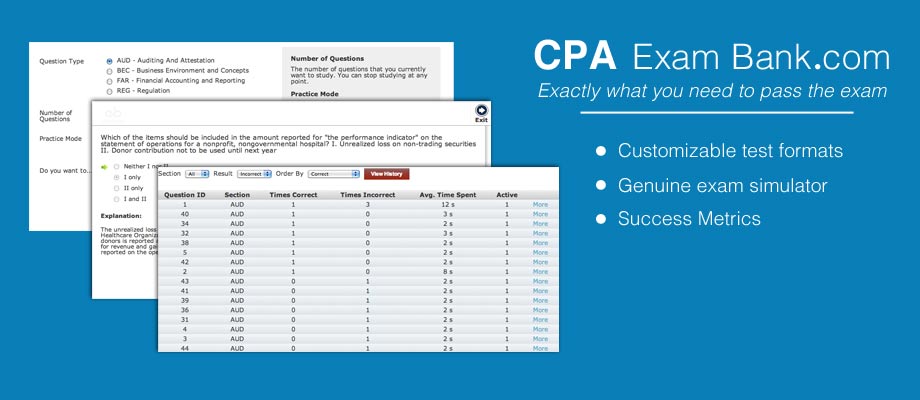 CPA Exam Bank.com
Exactly what you need to pass the exam
Customizable test formats
Genuine exam simulator
Success Metrics
Question Type
AUD - Auditing And Attestation
BEC - Business Environment and Concepts
FAR - Financial Accounting and Reporting
REG - Regulation
Number of Questions
The number of questions that you currently
want to study. You can stop studying at any
point.
Practice Mode
Number of
Questions
Practice Mode
Do you want to...
Exit
Which of the items should be included in the amount reported for "the performance indicator" on the
statement of operations for a nonprofit, nongovernmental hospital? I. Unrealized loss on non-trading securities
II. Donor contribution not to be used until next year
Neither I nor II
I only
II only
I and II
Explanation:
The unrealized loss
Healthcare Organiz
donors is reported a
for revenue and ga
reported on the ope
Section All Result Incorrect Order By Correct View History
Question ID Section Times Correct Times Incorrect Avg. Time Spent Active
1 AUD 1 3 12 s 1 More
40 AUD 1 0 3 s 1 More
34 AUD 1 0 2 s 1 More
32 AUD 1 0 3 s 1 More
38 AUD 1 0 2 s 1 More
5 AUD 1 0 2 s 1 More
42 AUD 1 0 2 s 1 More
2 AUD 1 0 8 s 1 More
43 AUD 0 1 2 s 1 More
41 AUD 0 1 2 s 1 More
39 AUD 0 1 2 s 1 More
36 AUD 0 1 2 s 1 More
31 AUD 0 1 2 s 1 More
4 AUD 0 1 2 s 1 More
3 AUD 0 1 2 s 1 More
44 AUD 0 1 2 s 1 More